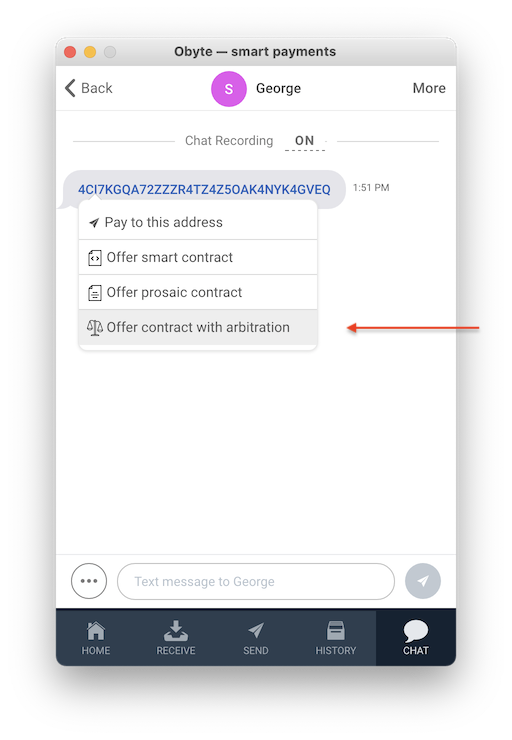 Obyte — smart payments
Back
S
George
More
Chat Recording ON
4CI7KGQA72ZZZR4TZ4Z5OAK4NYK4GVEQ
1:51 PM
Pay to this address
Offer smart contract
Offer prosaic contract
Offer contract with arbitration
Text message to George
HOME
RECEIVE
SEND
HISTORY
CHAT